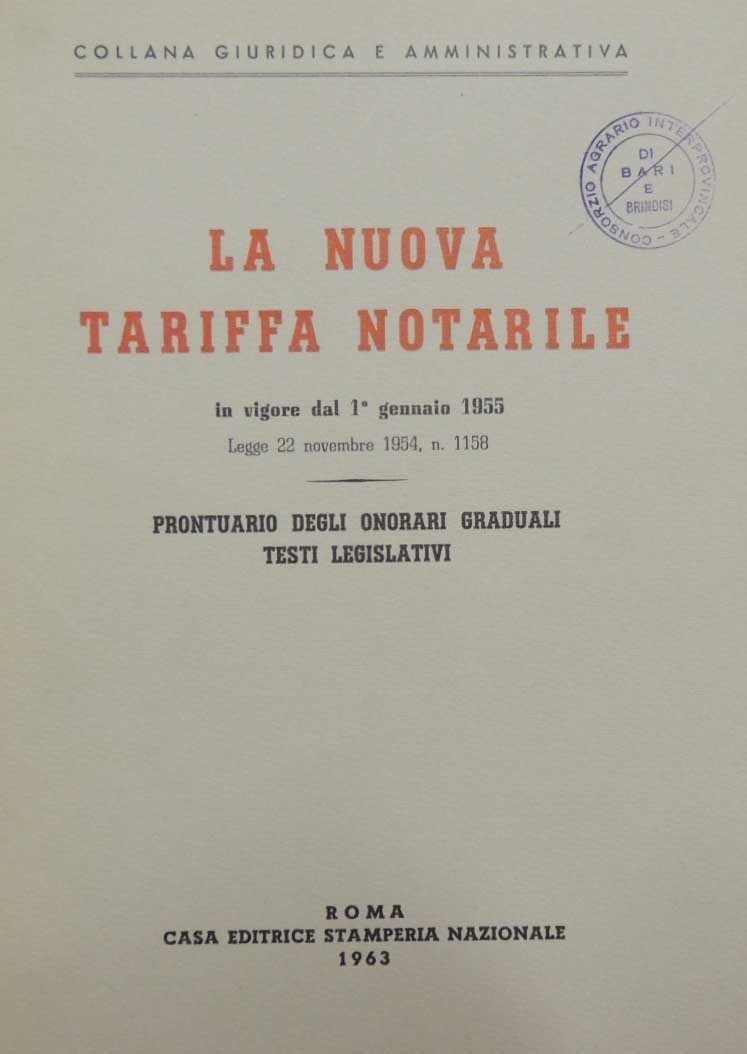 COLLANA GIURIDICA E AMMINISTRATIVA
CONSORZIO AGRARIO INTERPROVINCALE -
DI
BARI
E
BRINDISI
LA NUOVA
TARIFFA NOTARILE
in vigore dal 1° gennaio 1955
Legge 22 novembre 1954, n. 1158
PRONTUARIO DEGLI ONORARI GRADUALI
TESTI LEGISLATIVI
ROMA
CASA EDITRICE STAMPERIA NAZIONALE
1963